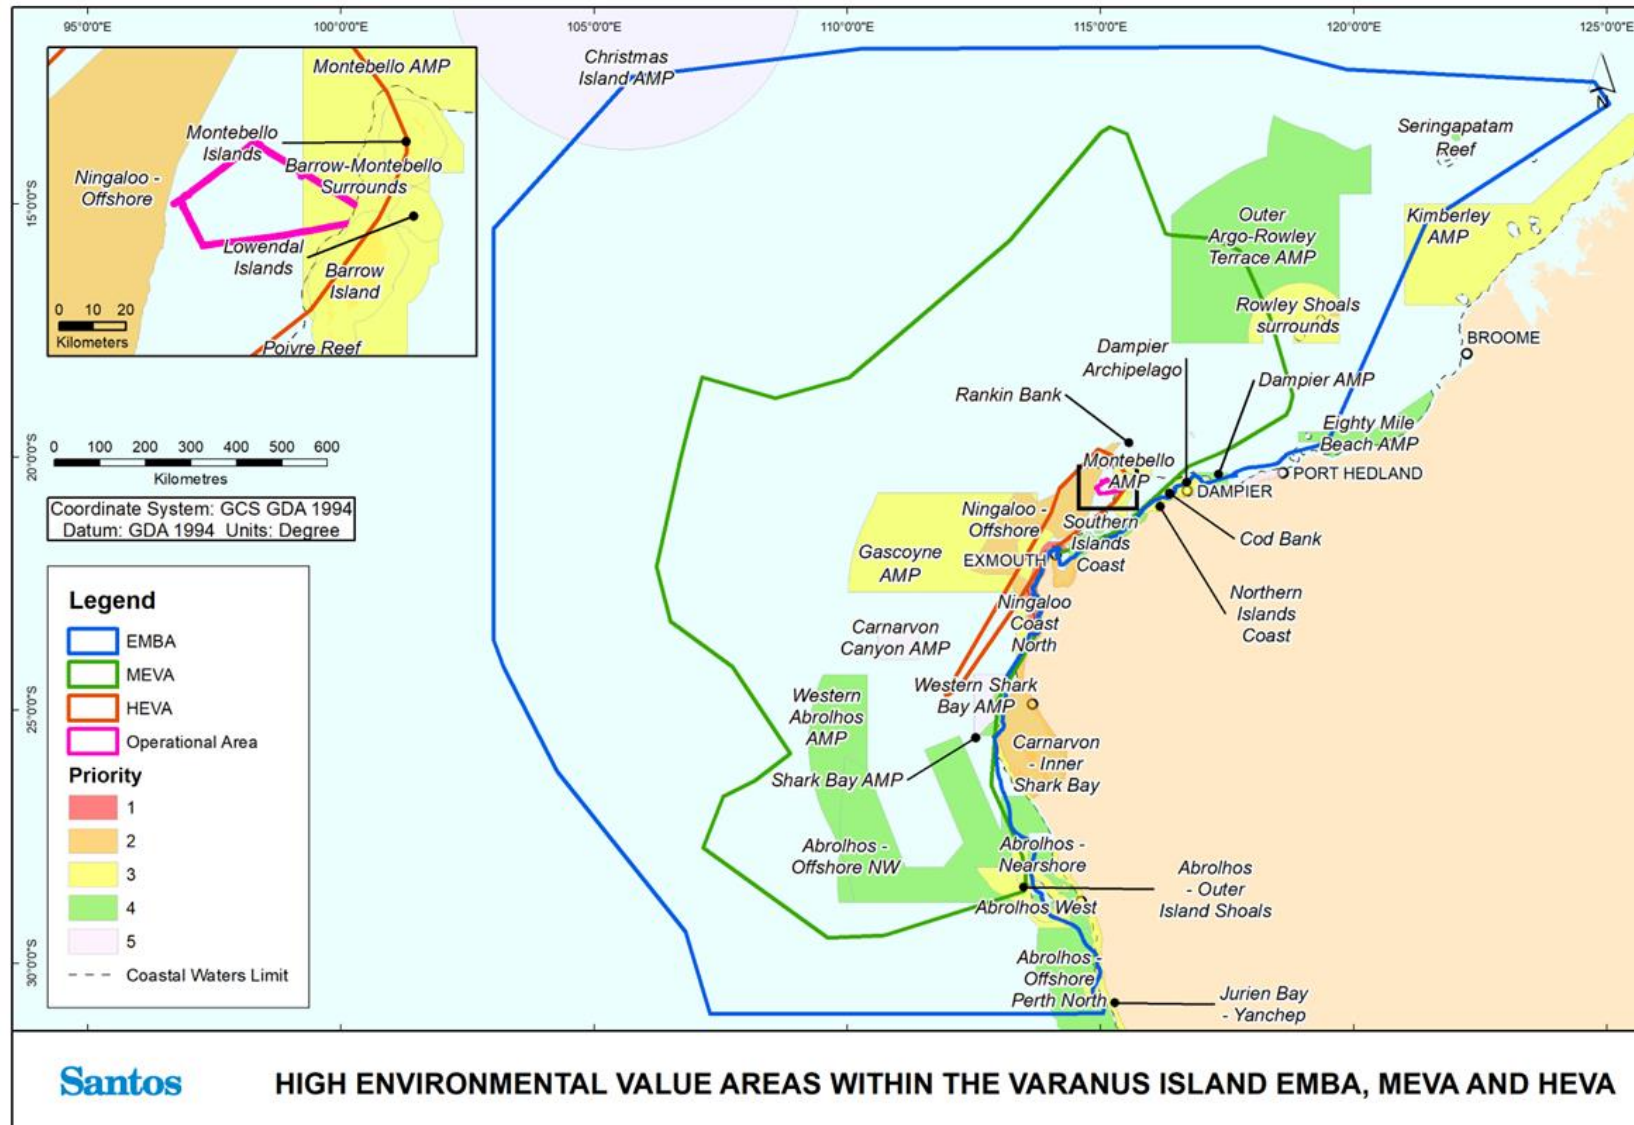 95°0'0"E
100°0'0"E
105°0'0"E
110°0'0"E
115°0'0"E
120°0'0"E
125°0'0"E
15°0'0"S
20°0'0"S
25°0'0"S
30°0'0"S
Montebello AMP
Montebello
Islands
Barrow-Montebello
Surrounds
Ningaloo -
Offshore
Lowendal
Islands
Barrow
Island
Poivre Reef
0 10 20
Kilometers
0 100 200 300 400 500 600
Kilometres
Coordinate System: GCS GDA 1994
Datum: GDA 1994 Units: Degree
Legend
EMBA
MEVA
HEVA
Operational Area
Priority
1
2
3
4
5
Coastal Waters Limit
Christmas
Island AMP
N
Seringapatam
Reef
Kimberley
AMP
Outer
Argo-Rowley
Terrace AMP
Rowley Shoals
surrounds
BROOME
Dampier
Archipelago
Dampier AMP
Rankin Bank
Eighty Mile
Beach AMP
PORT HEDLAND
Montebello
AMP
DAMPIER
Ningaloo -
Offshore
Southern
Islands
Coast
Cod Bank
Gascoyne
AMP
EXMOUTH
Northern
Islands
Coast
Ningaloo
Coast
North
Carnarvon
Canyon AMP
Western Shark
Bay AMP
Western
Abrolhos
AMP
Carnarvon
- Inner
Shark Bay
Shark Bay AMP
Abrolhos -
Offshore NW
Abrolhos -
Nearshore
Abrolhos
- Outer
Island Shoals
Abrolhos West
Abrolhos -
Offshore
Perth North
Jurien Bay
- Yanchep
Santos
HIGH ENVIRONMENTAL VALUE AREAS WITHIN THE VARANUS ISLAND EMBA, MEVA AND HEVA